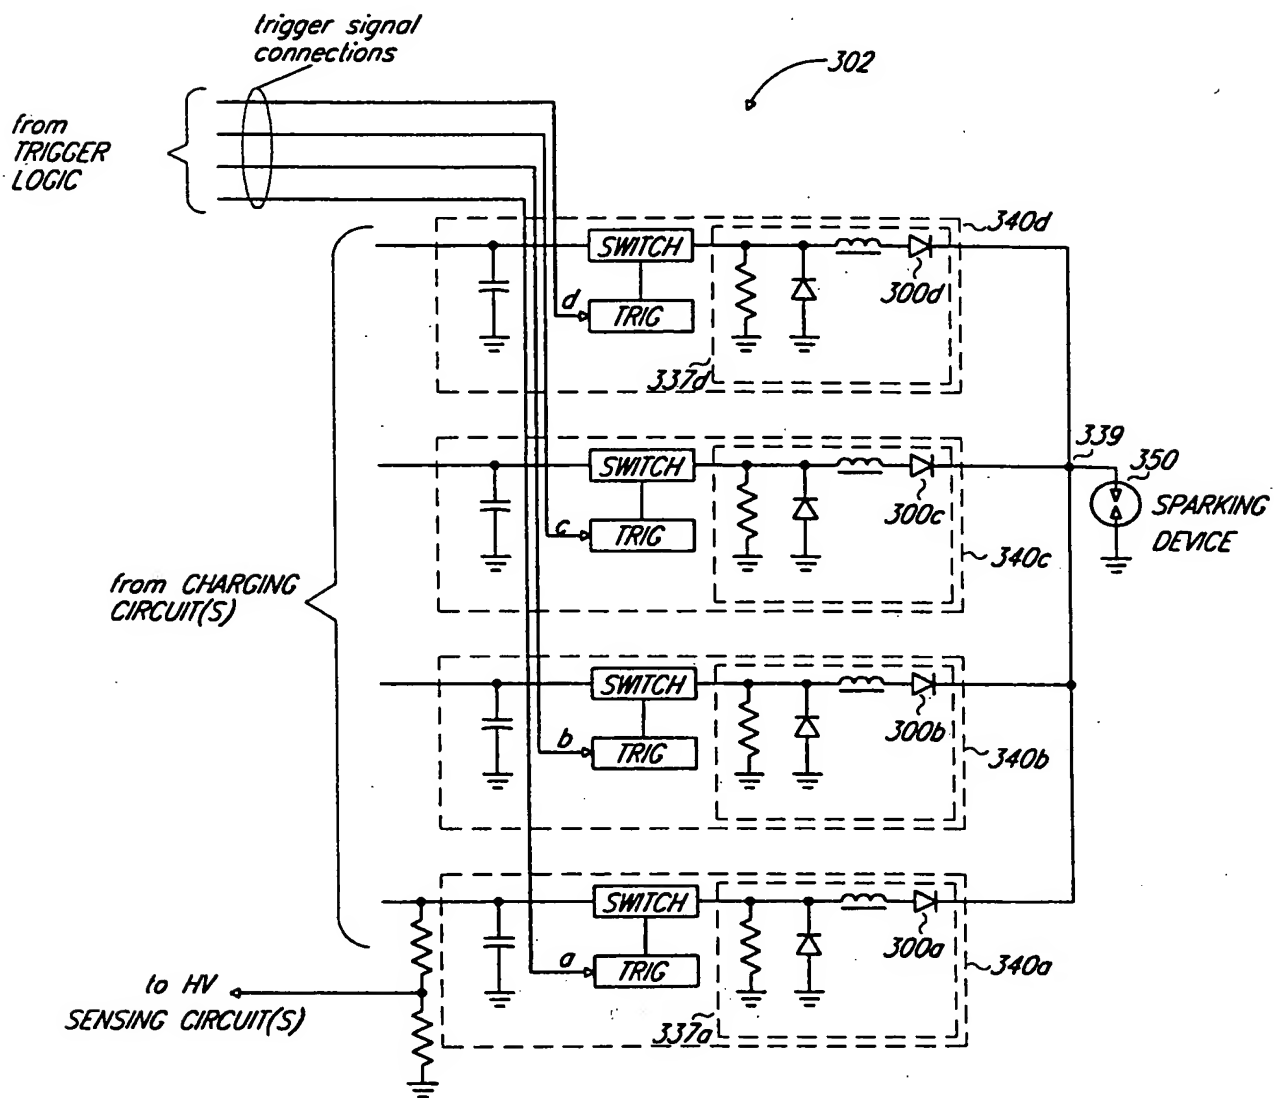 trigger signal
connections
302
from
TRIGGER
LOGIC
340d
SWITCH
300d
d
TRIG
337d
339
350
SWITCH
300c
SPARKING
DEVICE
c
TRIG
340c
from CHARGING
CIRCUIT(S)
SWITCH
300b
b
TRIG
340b
SWITCH
300a
a
TRIG
340a
to HV
SENSING CIRCUIT(S)
337a